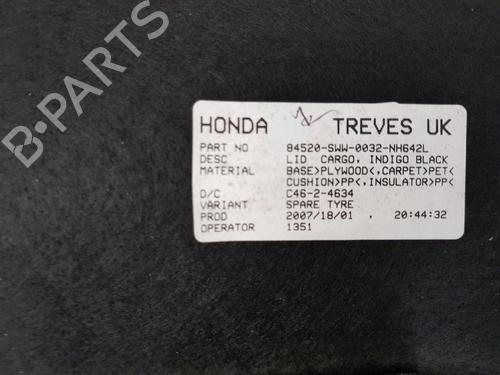 HONDA TREVES UK
PART NO 84520-SWW-0032-NH642L
DESC LID CARGO, INDIGO BLACK
MATERIAL BASE>PLYWOOD<,CARPET>PET<
CUSHION>PP<,INSULATOR>PP<
D/C C46-2-4634
VARIANT SPARE TYRE
PROD 2007/18/01 , 20:44:32
OPERATOR 1351